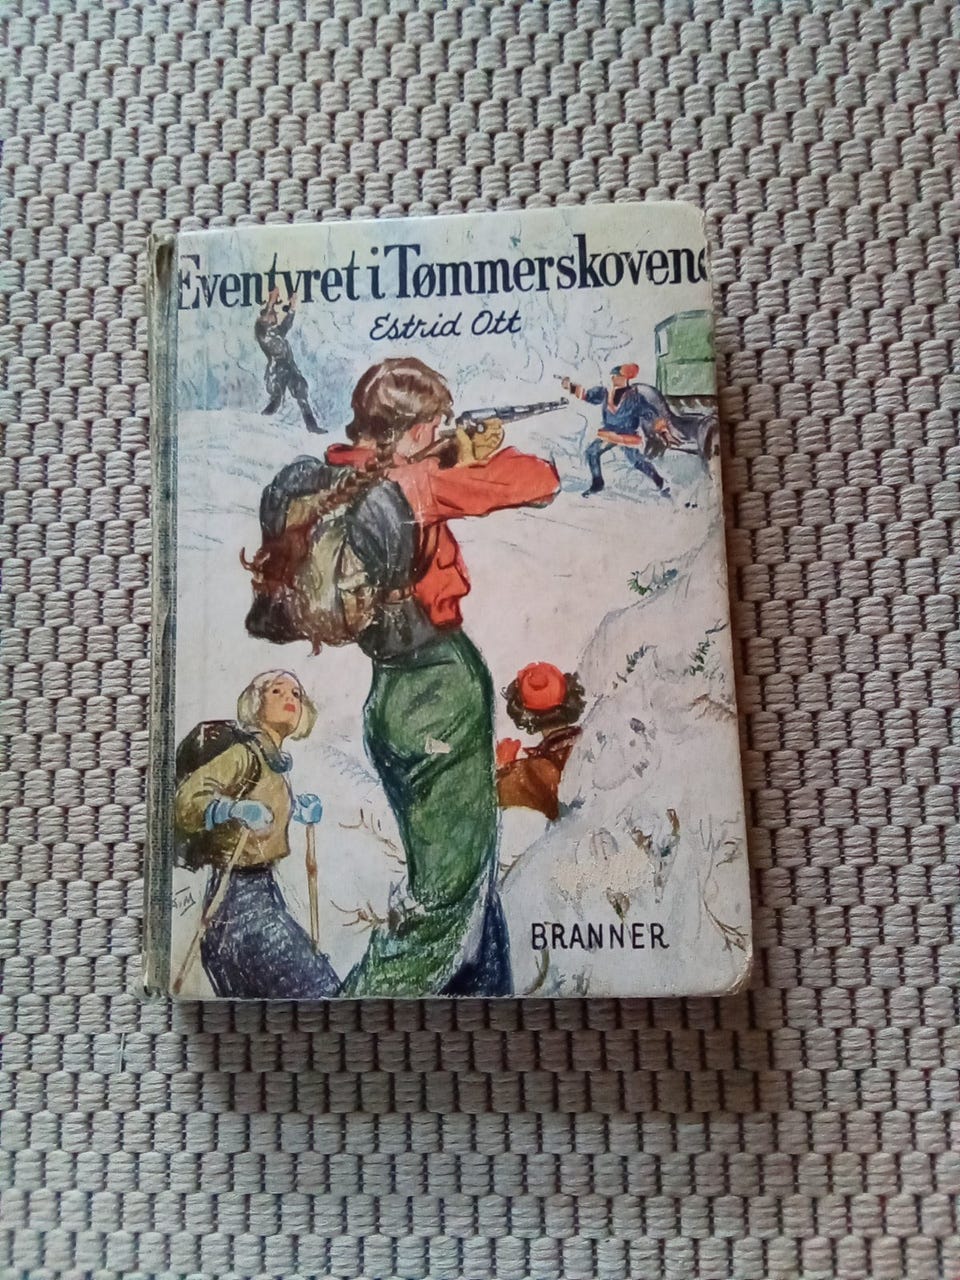 Eventyret i Tømmerskovene
Estrid Ott
BRANNER